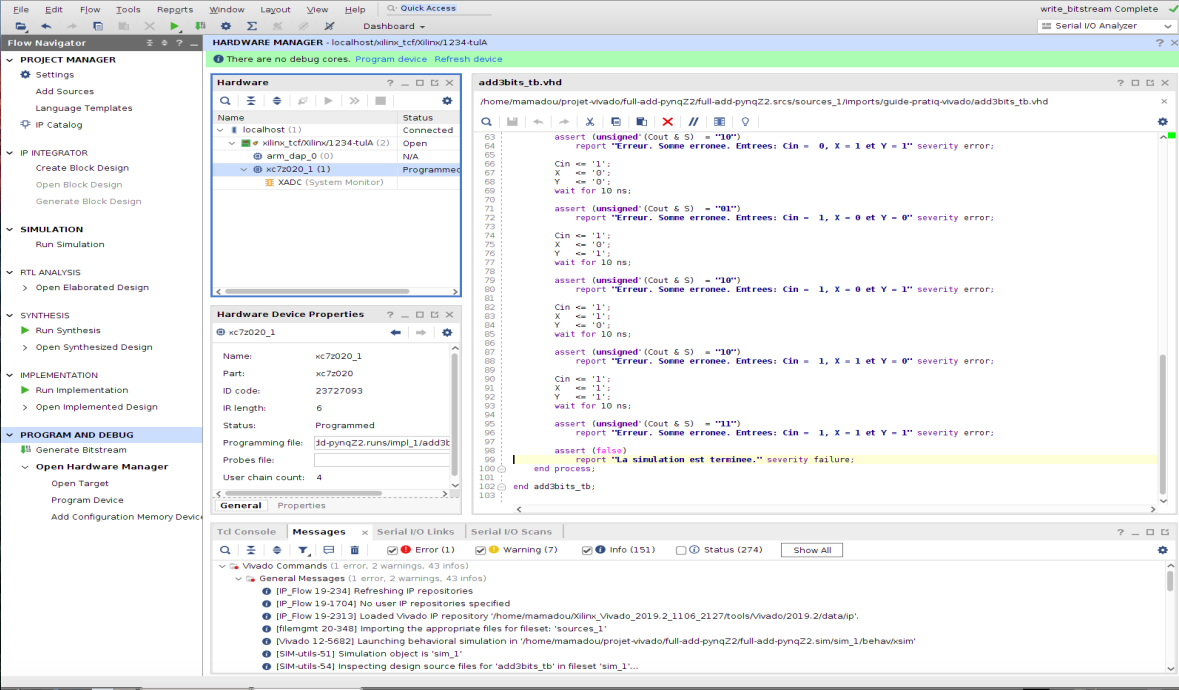 File Edit Flow Tools Reports Window Layout View Help Quick Access write_bitstream Complete
Dashboard Serial I/O Analyzer
Flow Navigator
PROJECT MANAGER
Settings
Add Sources
Language Templates
IP Catalog
IP INTEGRATOR
Create Block Design
Open Block Design
Generate Block Design
SIMULATION
Run Simulation
RTL ANALYSIS
Open Elaborated Design
SYNTHESIS
Run Synthesis
Open Synthesized Design
IMPLEMENTATION
Run Implementation
Open Implemented Design
PROGRAM AND DEBUG
Generate Bitstream
Open Hardware Manager
Open Target
Program Device
Add Configuration Memory Device
HARDWARE MANAGER - localhost/xilinx_tcf/Xilinx/1234-tulA
There are no debug cores. Program device Refresh device
Hardware
Name Status
localhost (1) Connected
xilinx_tcf/Xilinx/1234-tulA (2) Open
arm_dap_0 (0) N/A
xc7z020_1 (1) Programmed
XADC (System Monitor)
Hardware Device Properties
xc7z020_1
Name: xc7z020_1
Part: xc7z020
ID code: 23727093
IR length: 6
Status: Programmed
Programming file: dd-pynqZ2.runs/impl_1/add3b
Probes file:
User chain count: 4
General Properties
add3bits_tb.vhd
/home/mamadou/projet-vivado/full-add-pynqZ2/full-add-pynqZ2.srcs/sources_1/imports/guide-pratiq-vivado/add3bits_tb.vhd
63 assert (unsigned'(Cout & S) = "10")
64 report "Erreur. Somme erronee. Entrees: Cin = 0, X = 1 et Y = 1" severity error;
65
66 Cin <= '1';
67 X <= '0';
68 Y <= '0';
69 wait for 10 ns;
70
71 assert (unsigned'(Cout & S) = "01")
72 report "Erreur. Somme erronee. Entrees: Cin = 1, X = 0 et Y = 0" severity error;
73
74 Cin <= '1';
75 X <= '0';
76 Y <= '1';
77 wait for 10 ns;
78
79 assert (unsigned'(Cout & S) = "10")
80 report "Erreur. Somme erronee. Entrees: Cin = 1, X = 0 et Y = 1" severity error;
81
82 Cin <= '1';
83 X <= '1';
84 Y <= '0';
85 wait for 10 ns;
86
87 assert (unsigned'(Cout & S) = "10")
88 report "Erreur. Somme erronee. Entrees: Cin = 1, X = 1 et Y = 0" severity error;
89
90 Cin <= '1';
91 X <= '1';
92 Y <= '1';
93 wait for 10 ns;
94
95 assert (unsigned'(Cout & S) = "11")
96 report "Erreur. Somme erronee. Entrees: Cin = 1, X = 1 et Y = 1" severity error;
97
98 assert (false)
99 report "La simulation est terminee." severity failure;
100 end process;
101
102 end add3bits_tb;
103
Tcl Console Messages Serial I/O Links Serial I/O Scans
Error (1) Warning (7) Info (151) Status (274) Show All
Vivado Commands (1 error, 2 warnings, 43 infos)
General Messages (1 error, 2 warnings, 43 infos)
[IP_Flow 19-234] Refreshing IP repositories
[IP_Flow 19-1704] No user IP repositories specified
[IP_Flow 19-2313] Loaded Vivado IP repository '/home/mamadou/Xilinx_Vivado_2019.2_1106_2127/tools/Vivado/2019.2/data/ip'.
[filemgmt 20-348] Importing the appropriate files for fileset: 'sources_1'
[Vivado 12-5682] Launching behavioral simulation in '/home/mamadou/projet-vivado/full-add-pynqZ2/full-add-pynqZ2.sim/sim_1/behav/xsim'
[SIM-utils-51] Simulation object is 'sim_1'
[SIM-utils-54] Inspecting design source files for 'add3bits_tb' in fileset 'sim_1'...